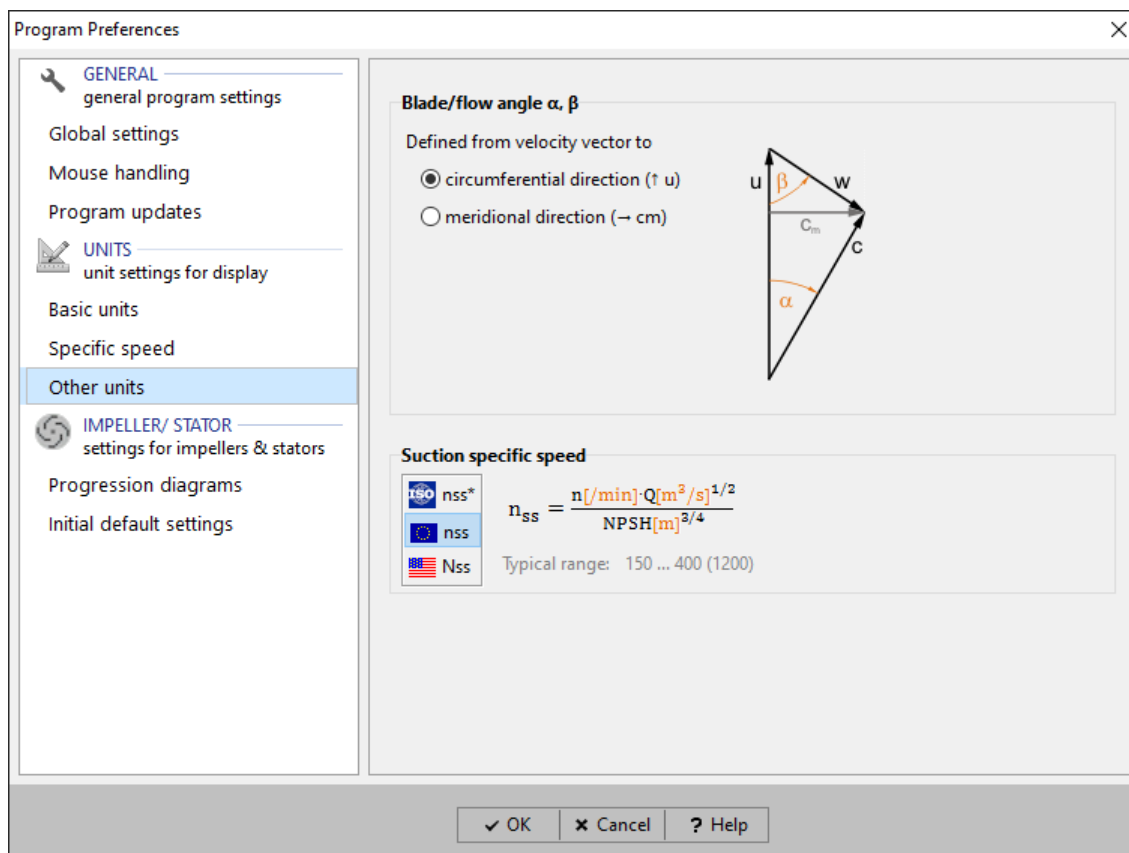 Program Preferences
GENERAL
general program settings
Global settings
Mouse handling
Program updates
UNITS
unit settings for display
Basic units
Specific speed
Other units
IMPELLER/ STATOR
settings for impellers & stators
Progression diagrams
Initial default settings
Blade/flow angle α, β
Defined from velocity vector to
circumferential direction (↑ u)
meridional direction (→ cm)
u β w
cm
c
α
Suction specific speed
ISO nss*
nss
Nss
n_ss = n[/min]·Q[m³/s]^1/2
NPSH[m]^3/4
Typical range: 150 ... 400 (1200)
OK Cancel ? Help